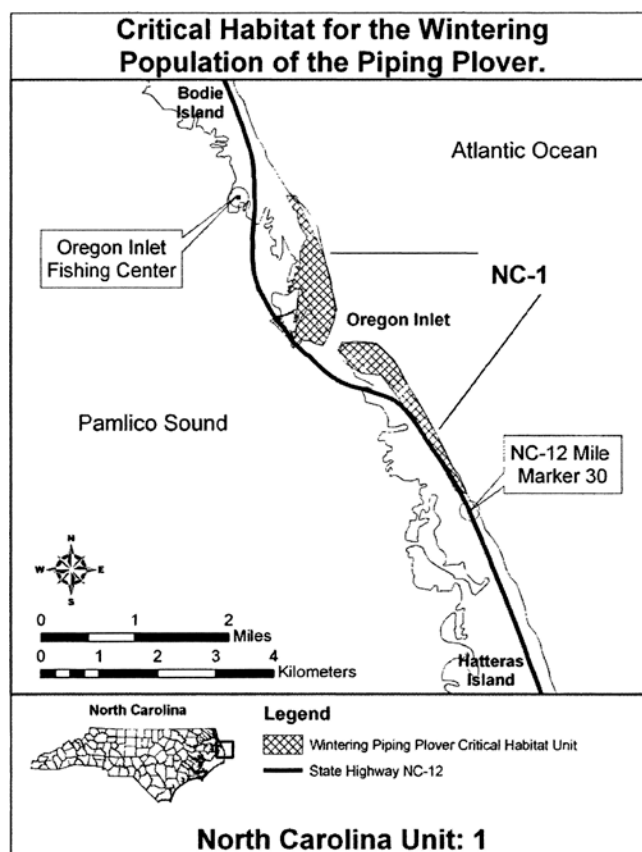 Critical Habitat for the Wintering
Population of the Piping Plover.
Bodie
Island
Atlantic Ocean
Oregon Inlet
Fishing Center
NC-1
Oregon Inlet
Pamlico Sound
NC-12 Mile
Marker 30
N
W E
S
0 1 2
Miles
0 1 2 3 4
Kilometers
Hatteras
Island
North Carolina
Legend
Wintering Piping Plover Critical Habitat Unit
State Highway NC-12
North Carolina Unit: 1